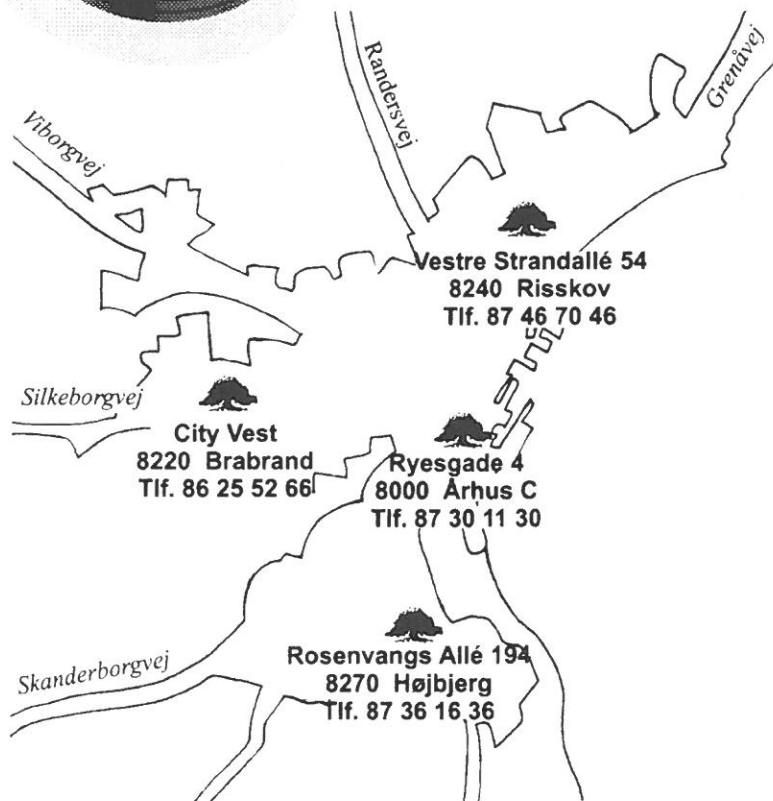 Randersvej
Grenåvej
Viborgvej
Vestre Strandallé 54
8240 Risskov
Tlf. 87 46 70 46
Silkeborgvej
City Vest
8220 Brabrand
Tlf. 86 25 52 66
Ryesgade 4
8000 Århus C
Tlf. 87 30 11 30
Rosenvangs Allé 194
8270 Højbjerg
Tlf. 87 36 16 36
Skanderborgvej